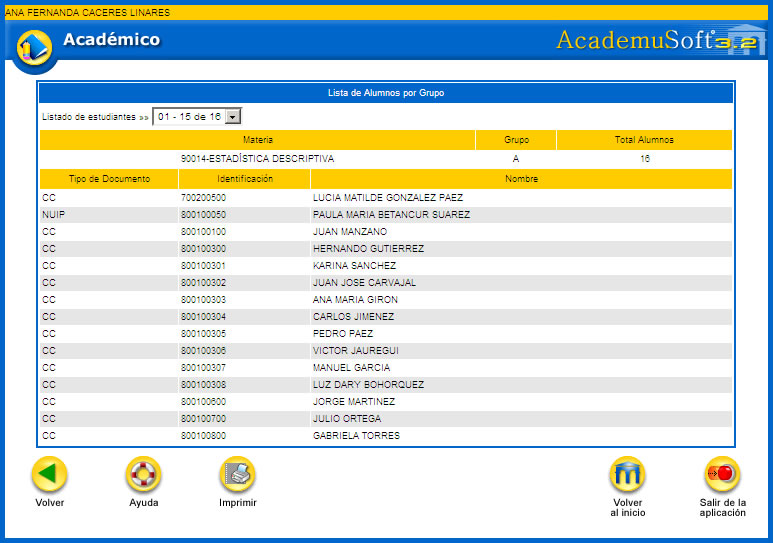 ANA FERNANDA CACERES LINARES
Académico
AcademuSoft 3.2
Lista de Alumnos por Grupo
Listado de estudiantes »» 01 - 15 de 16
Materia Grupo Total Alumnos
90014-ESTADÍSTICA DESCRIPTIVA A 16
Tipo de Documento Identificación Nombre
CC 700200500 LUCIA MATILDE GONZALEZ PAEZ
NUIP 800100050 PAULA MARIA BETANCUR SUAREZ
CC 800100100 JUAN MANZANO
CC 800100300 HERNANDO GUTIERREZ
CC 800100301 KARINA SANCHEZ
CC 800100302 JUAN JOSE CARVAJAL
CC 800100303 ANA MARIA GIRON
CC 800100304 CARLOS JIMENEZ
CC 800100305 PEDRO PAEZ
CC 800100306 VICTOR JAUREGUI
CC 800100307 MANUEL GARCIA
CC 800100308 LUZ DARY BOHORQUEZ
CC 800100600 JORGE MARTINEZ
CC 800100700 JULIO ORTEGA
CC 800100800 GABRIELA TORRES
Volver Ayuda Imprimir Volver al inicio Salir de la aplicación